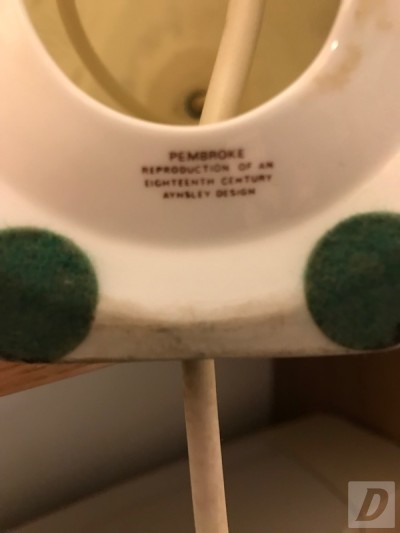 PEMBROKE
REPRODUCTION OF AN
EIGHTEENTH CENTURY
AYNSLEY DESIGN
D